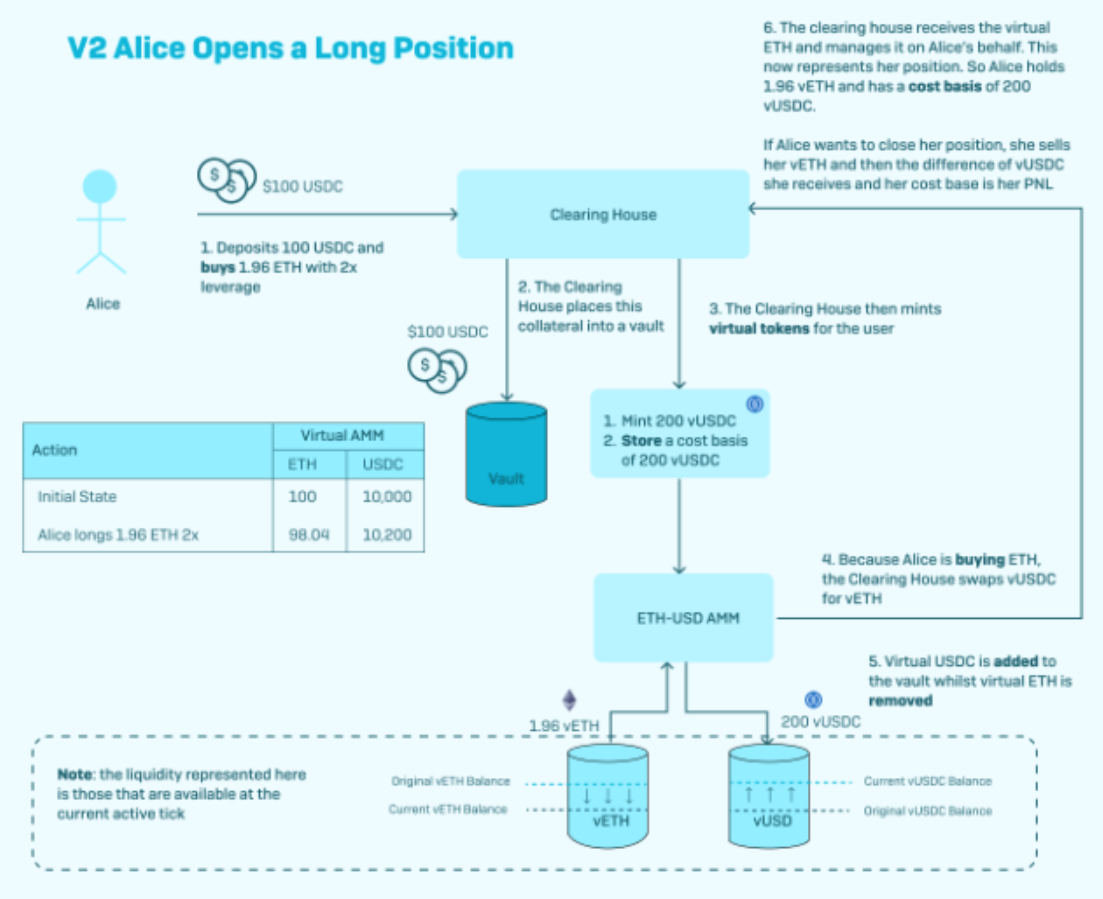 V2 Alice Opens a Long Position
6. The clearing house receives the virtual
ETH and manages it on Alice's behalf. This
now represents her position. So Alice holds
1.96 vETH and has a cost basis of 200
vUSDC.
If Alice wants to close her position, she sells
her vETH and then the difference of vUSDC
she receives and her cost base is her PNL
$ $ $100 USDC
Clearing House
1. Deposits 100 USDC and
buys 1.96 ETH with 2x
leverage
Alice
2. The Clearing
House places this
collateral into a vault
3. The Clearing House then mints
virtual tokens for the user
$100 USDC
$ $
1. Mint 200 vUSDC
2. Store a cost basis
of 200 vUSDC
Vault
Action
Virtual AMM
ETH USDC
Initial State 100 10,000
Alice longs 1.96 ETH 2x 98.04 10,200
4. Because Alice is buying ETH,
the Clearing House swaps vUSDC
for vETH
ETH-USD AMM
5. Virtual USDC is added to
the vault whilst virtual ETH is
removed
1.96 vETH
200 vUSDC
Note: the liquidity represented here
is those that are available at the
current active tick
Original vETH Balance
Current vETH Balance
vETH
vUSD
Current vUSDC Balance
Original vUSDC Balance